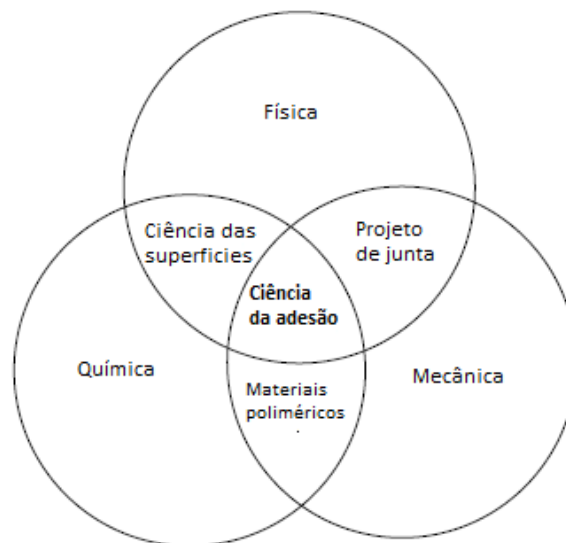 Física
Ciência das
superficies
Projeto
de junta
Ciência
da adesão
Química
Mecânica
Materiais
poliméricos